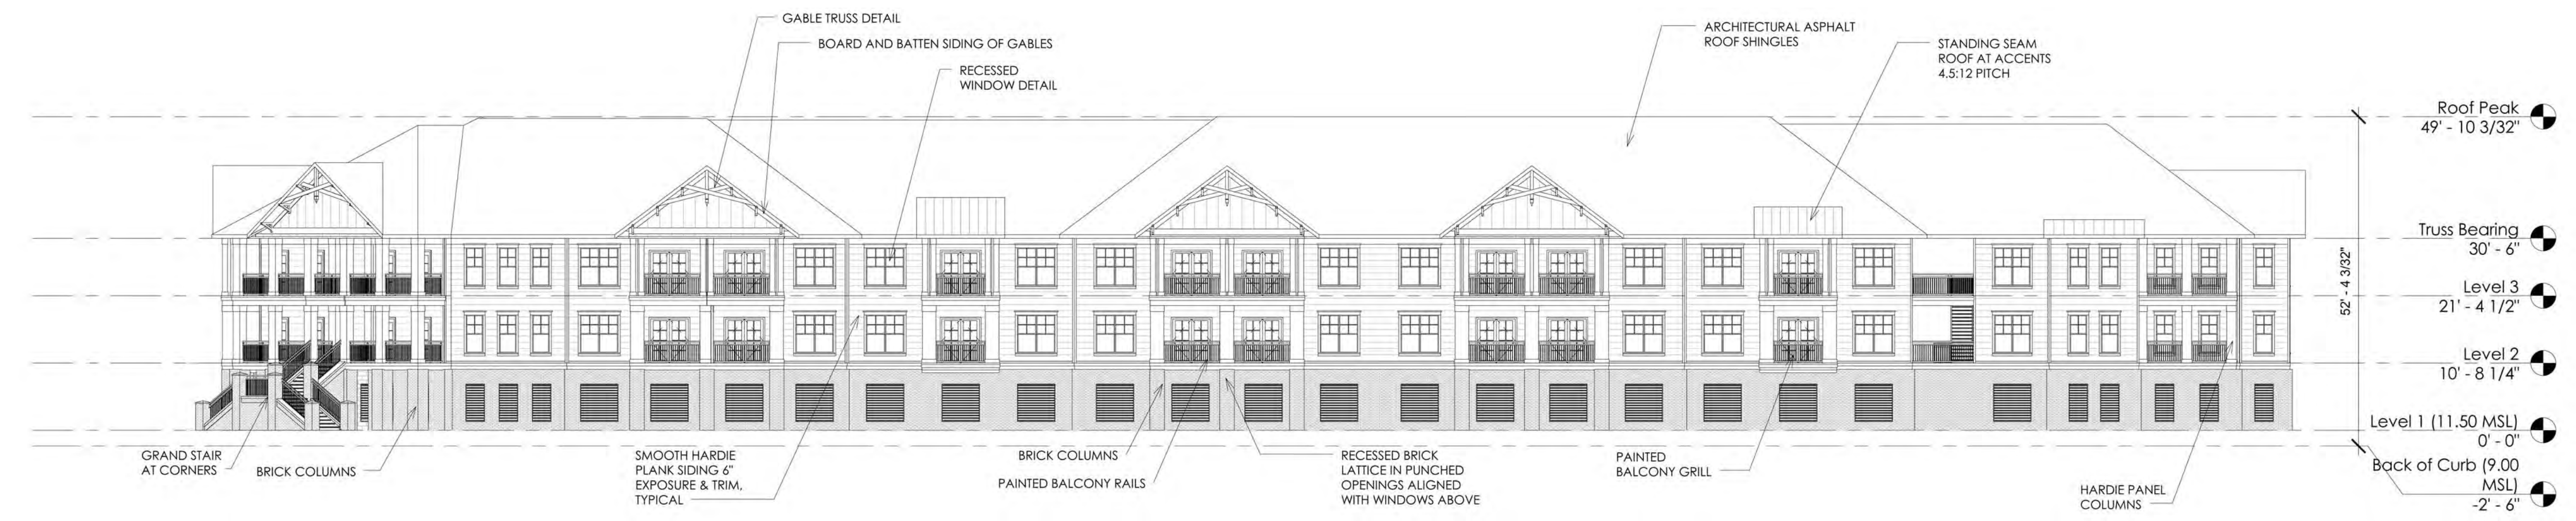 GABLE TRUSS DETAIL
BOARD AND BATTEN SIDING OF GABLES
RECESSED
WINDOW DETAIL
ARCHITECTURAL ASPHALT
ROOF SHINGLES
STANDING SEAM
ROOF AT ACCENTS
4.5:12 PITCH
Roof Peak
49' - 10 3/32"
Truss Bearing
30' - 6"
52' - 4 3/32"
Level 3
21' - 4 1/2"
Level 2
10' - 8 1/4"
Level 1 (11.50 MSL)
0' - 0"
Back of Curb (9.00
MSL)
-2' - 6"
GRAND STAIR
AT CORNERS
BRICK COLUMNS
SMOOTH HARDIE
PLANK SIDING 6"
EXPOSURE & TRIM,
TYPICAL
BRICK COLUMNS
PAINTED BALCONY RAILS
RECESSED BRICK
LATTICE IN PUNCHED
OPENINGS ALIGNED
WITH WINDOWS ABOVE
PAINTED
BALCONY GRILL
HARDIE PANEL
COLUMNS